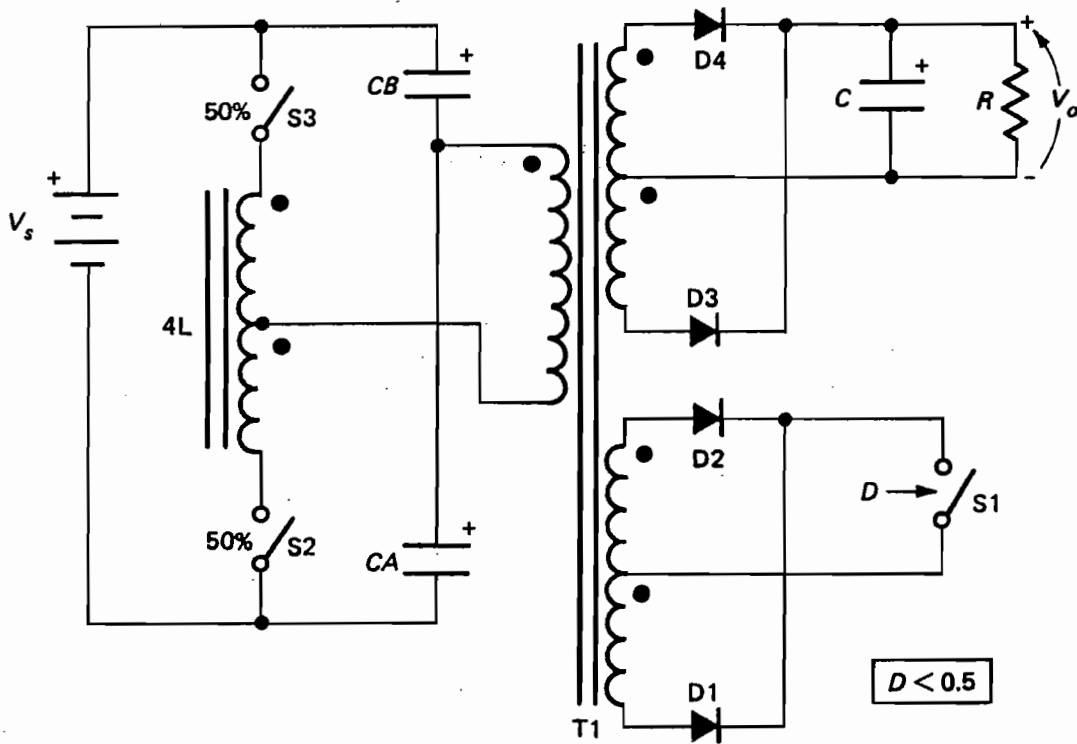 D4
+
CB
+
50%
S3
C
+
R
Vo
-
+
Vs
4L
D3
D2
D
S1
50%
S2
CA
+
D1
T1
D < 0.5